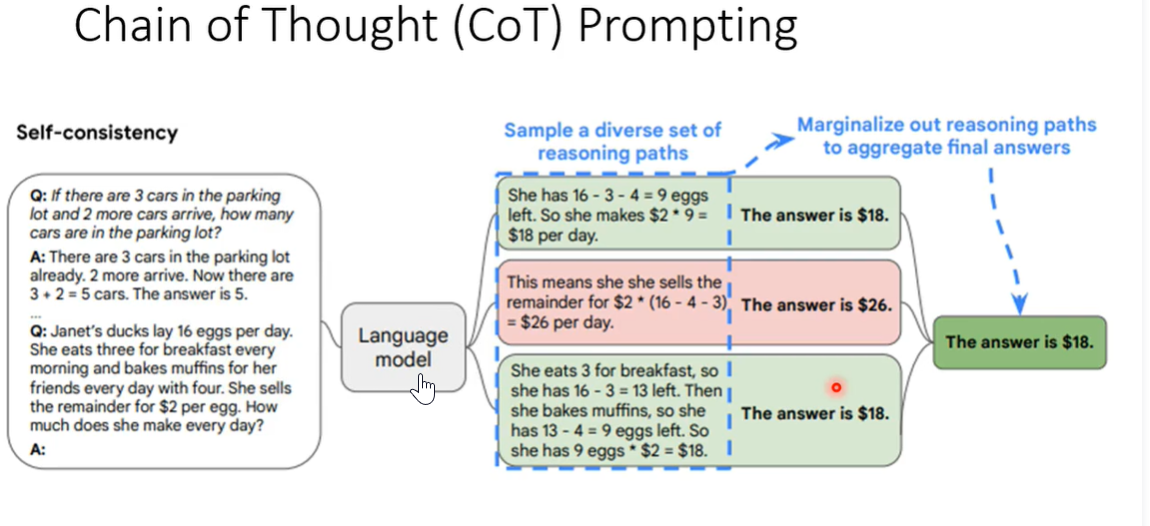 Chain of Thought (CoT) Prompting
Self-consistency
Q: If there are 3 cars in the parking
lot and 2 more cars arrive, how many
cars are in the parking lot?
A: There are 3 cars in the parking lot
already. 2 more arrive. Now there are
3 + 2 = 5 cars. The answer is 5.
...
Q: Janet's ducks lay 16 eggs per day.
She eats three for breakfast every
morning and bakes muffins for her
friends every day with four. She sells
the remainder for $2 per egg. How
much does she make every day?
A:
Language
model
Sample a diverse set of
reasoning paths
She has 16 - 3 - 4 = 9 eggs
left. So she makes $2 * 9 =
$18 per day.
The answer is $18.
This means she she sells the
remainder for $2 * (16 - 4 - 3)
= $26 per day.
The answer is $26.
She eats 3 for breakfast, so
she has 16 - 3 = 13 left. Then
she bakes muffins, so she
has 13 - 4 = 9 eggs left. So
she has 9 eggs * $2 = $18.
The answer is $18.
Marginalize out reasoning paths
to aggregate final answers
The answer is $18.